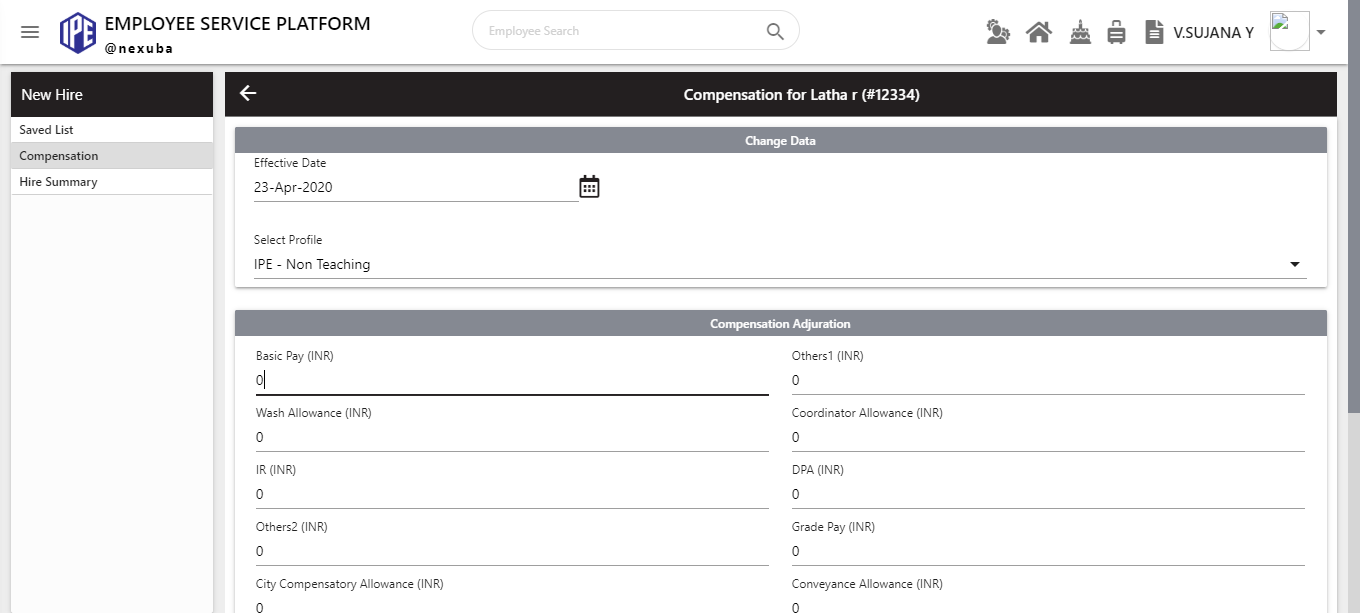 IPE
EMPLOYEE SERVICE PLATFORM
@nexuba
Employee Search
V.SUJANA Y
New Hire
Saved List
Compensation
Hire Summary
Compensation for Latha r (#12334)
Change Data
Effective Date
23-Apr-2020
Select Profile
IPE - Non Teaching
Compensation Adjuration
Basic Pay (INR)
0
Others1 (INR)
0
Wash Allowance (INR)
0
Coordinator Allowance (INR)
0
IR (INR)
0
DPA (INR)
0
Others2 (INR)
0
Grade Pay (INR)
0
City Compensatory Allowance (INR)
0
Conveyance Allowance (INR)
0